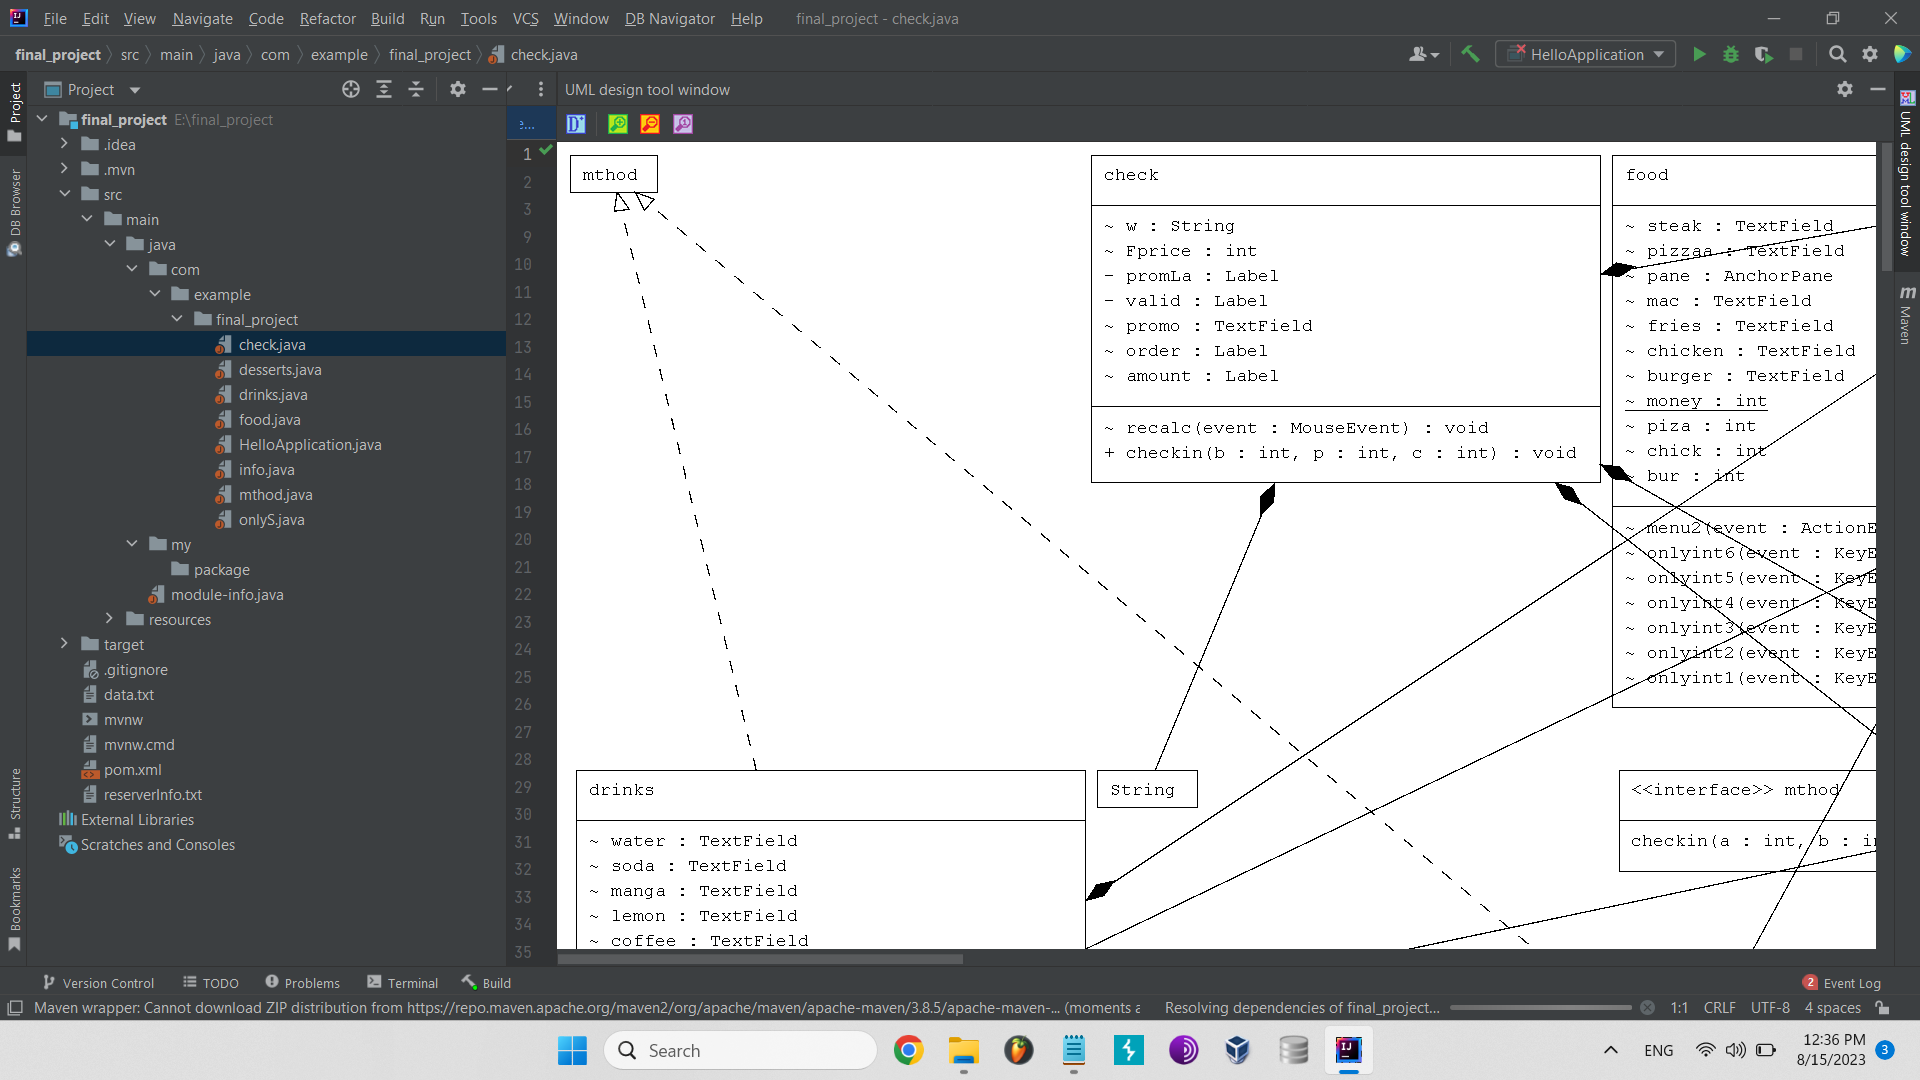 File Edit View Navigate Code Refactor Build Run Tools VCS Window DB Navigator Help final_project - check.java
final_project src main java com example final_project check.java
HelloApplication
Project
UML design tool window
final_project E:\final_project
.idea
.mvn
src
main
java
com
example
final_project
check.java
desserts.java
drinks.java
food.java
HelloApplication.java
info.java
mthod.java
onlyS.java
my
package
module-info.java
resources
target
.gitignore
data.txt
mvnw
mvnw.cmd
pom.xml
reserverInfo.txt
External Libraries
Scratches and Consoles
Project
DB Browser
Structure
Bookmarks
e...
1
2
3
9
10
11
12
13
14
15
16
17
18
19
20
21
22
23
24
25
26
27
28
29
30
31
32
33
34
35
mthod
check
~ w : String
~ Fprice : int
- promLa : Label
- valid : Label
~ promo : TextField
~ order : Label
~ amount : Label
~ recalc(event : MouseEvent) : void
+ checkin(b : int, p : int, c : int) : void
food
~ steak : TextField
~ pizzaa : TextField
~ pane : AnchorPane
~ mac : TextField
~ fries : TextField
~ chicken : TextField
~ burger : TextField
~ money : int
~ piza : int
~ chick : int
~ bur : int
~ menu2(event : ActionE
~ onlyint6(event : KeyE
~ onlyint5(event : KeyE
~ onlyint4(event : KeyE
~ onlyint3(event : KeyE
~ onlyint2(event : KeyE
~ onlyint1(event : KeyE
drinks
~ water : TextField
~ soda : TextField
~ manga : TextField
~ lemon : TextField
~ coffee : TextField
String
<<interface>> mthod
checkin(a : int, b : in
UML design tool window
Maven
Version Control TODO Problems Terminal Build
2 Event Log
Maven wrapper: Cannot download ZIP distribution from https://repo.maven.apache.org/maven2/org/apache/maven/apache-maven/3.8.5/apache-maven-... (moments a
Resolving dependencies of final_project... 1:1 CRLF UTF-8 4 spaces
Search
ENG
12:36 PM
8/15/2023
3